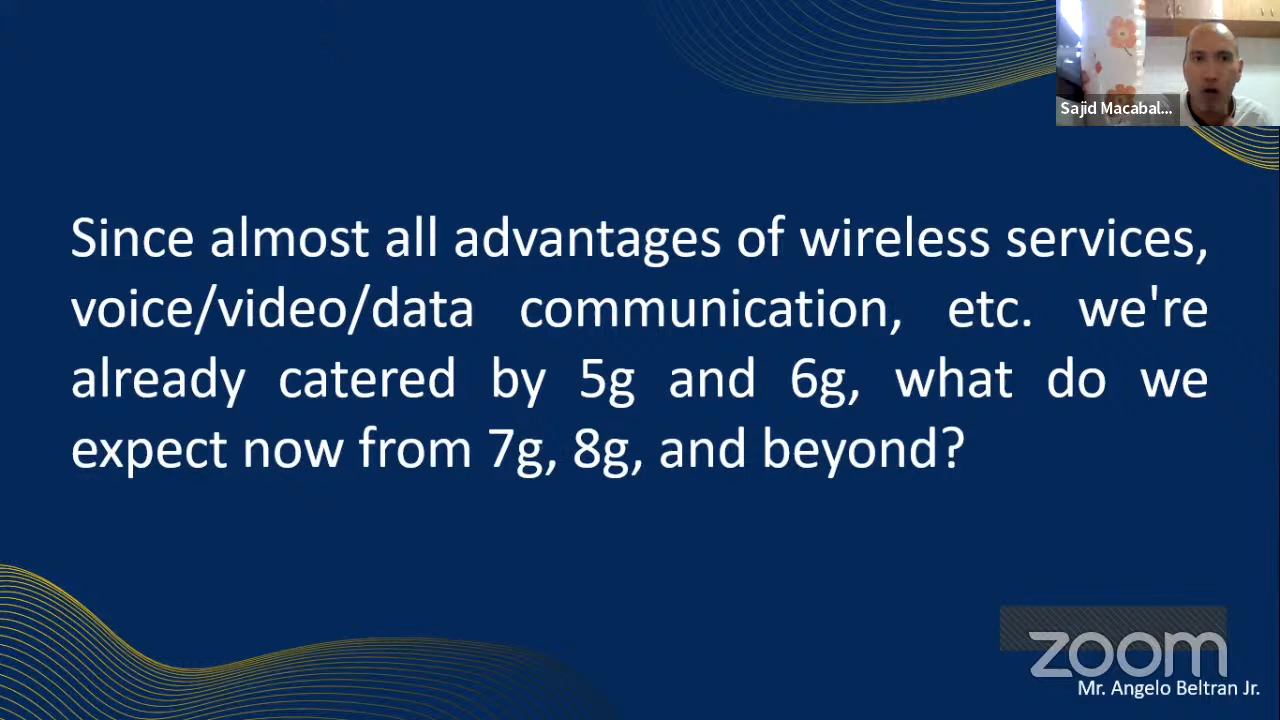 Sajid Macabal...
Since almost all advantages of wireless services,
voice/video/data communication, etc. we're
already catered by 5g and 6g, what do we
expect now from 7g, 8g, and beyond?
zoom
Mr. Angelo Beltran Jr.